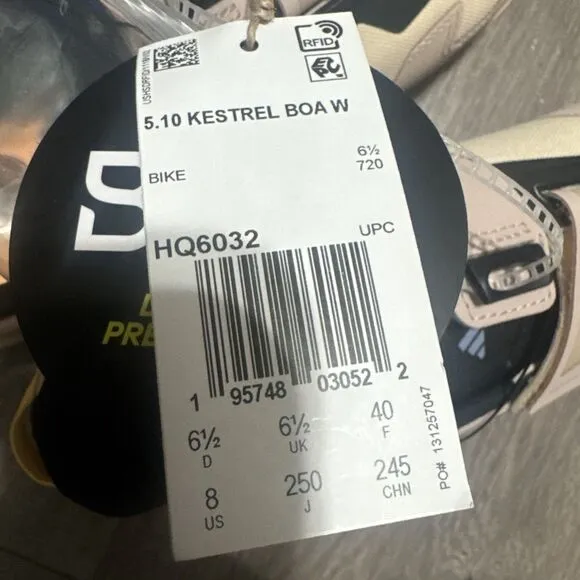 RFID
5.10 KESTREL BOA W
6½
BIKE
720
HQ6032
UPC
1 95748 03052 2
6½ 6½ 40
D UK F
8 250 245
US J CHN
PO# 131257047